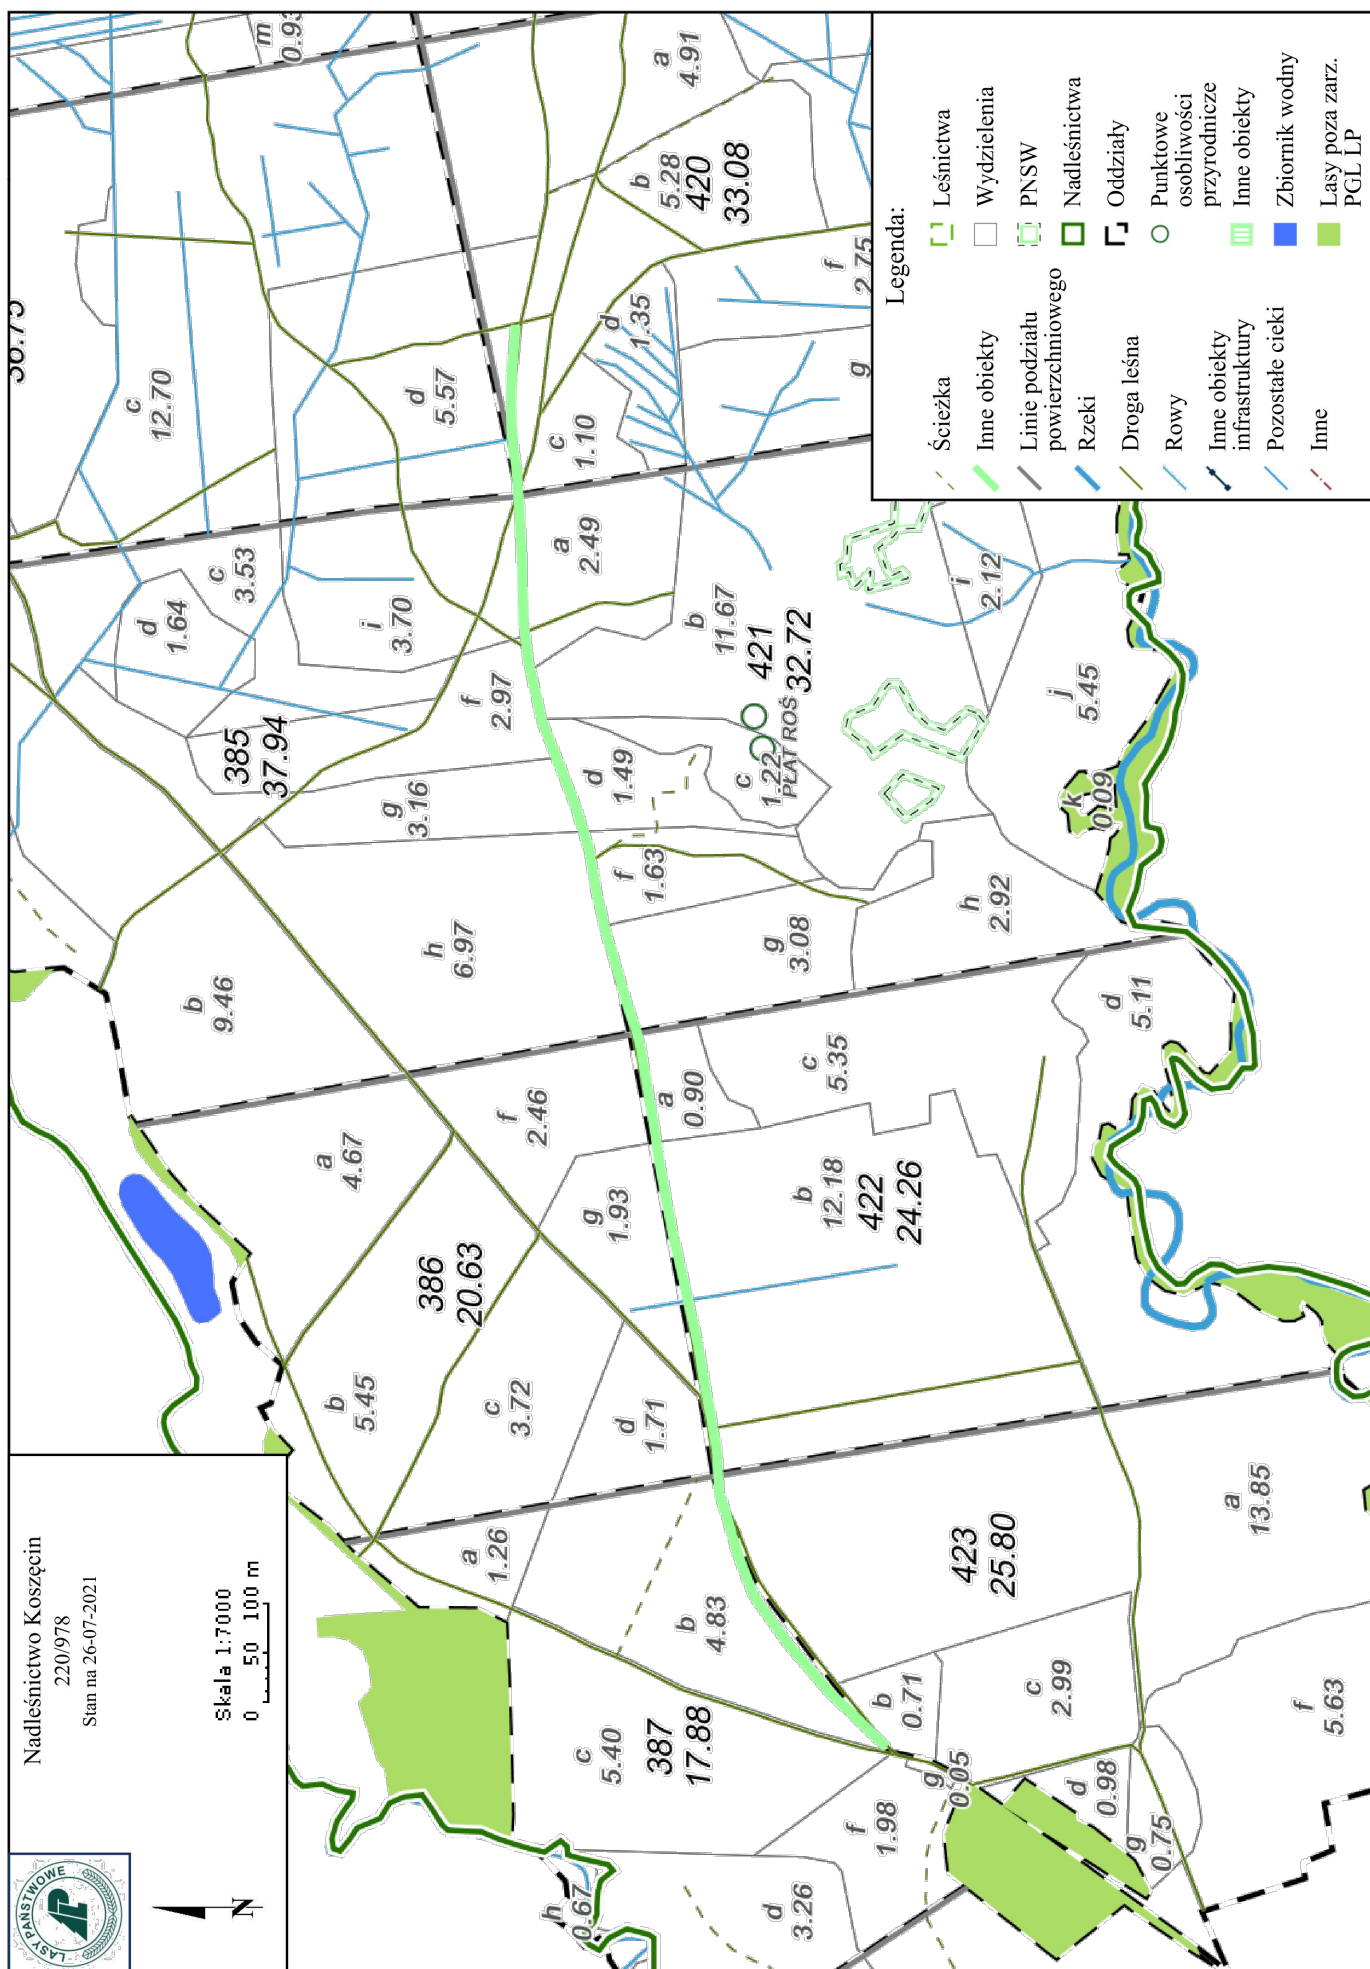 Nadleśnictwo Koszęcin
220/978
Stan na 26-07-2021
Skala 1:7000
0 50 100 m
LASY PAŃSTWOWE
N
m
0.93
c
12.70
d
5.57
a
4.91
b
5.28
420
33.08
f
2.75
d
1.35
g
c
1.10
d
1.64
c
3.53
i
3.70
a
2.49
b
11.67
421
32.72
i
2.12
j
5.45
k
0.09
385
37.94
f
2.97
g
3.16
d
1.49
c
1.22
PŁAT ROŚ
f
1.63
g
3.08
h
2.92
b
9.46
h
6.97
a
4.67
f
2.46
a
0.90
c
5.35
d
5.11
g
1.93
b
12.18
422
24.26
386
20.63
b
5.45
c
3.72
d
1.71
a
1.26
b
4.83
423
25.80
a
13.85
c
5.40
387
17.88
b
0.71
c
2.99
f
5.63
f
1.98
g
0.05
d
0.98
g
0.75
h
0.67
d
3.26
Legenda:
Ścieżka
Inne obiekty
Linie podziału
powierzchniowego
Rzeki
Droga leśna
Rowy
Inne obiekty
infrastruktury
Pozostałe cieki
Inne
Leśnictwa
Wydzielenia
PNSW
Nadleśnictwa
Oddziały
Punktowe
osobliwości
przyrodnicze
Inne obiekty
Zbiornik wodny
Lasy poza zarz.
PGL LP